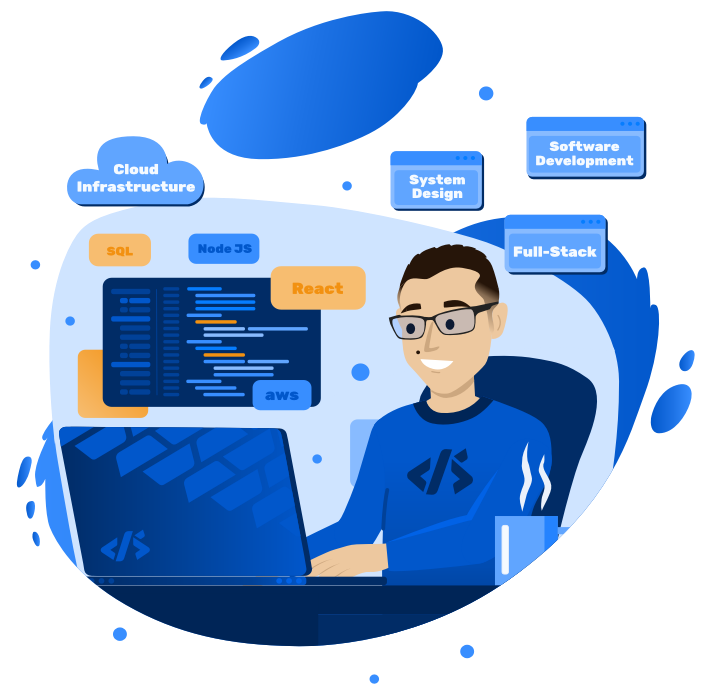 Software
Development
System
Design
Cloud
Infrastructure
Full-Stack
SQL
Node JS
React
aws
</>
</>